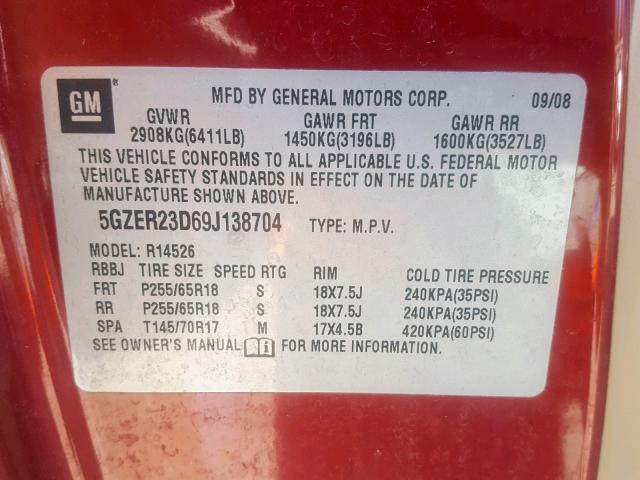 GM ® MFD BY GENERAL MOTORS CORP. 09/08
GVWR GAWR FRT GAWR RR
2908KG(6411LB) 1450KG(3196LB) 1600KG(3527LB)
THIS VEHICLE CONFORMS TO ALL APPLICABLE U.S. FEDERAL MOTOR
VEHICLE SAFETY STANDARDS IN EFFECT ON THE DATE OF
MANUFACTURE SHOWN ABOVE.
5GZER23D69J138704 TYPE: M.P.V.
MODEL: R14526
RBBJ TIRE SIZE SPEED RTG RIM COLD TIRE PRESSURE
FRT P255/65R18 S 18X7.5J 240KPA(35PSI)
RR P255/65R18 S 18X7.5J 240KPA(35PSI)
SPA T145/70R17 M 17X4.5B 420KPA(60PSI)
SEE OWNER'S MANUAL FOR MORE INFORMATION.